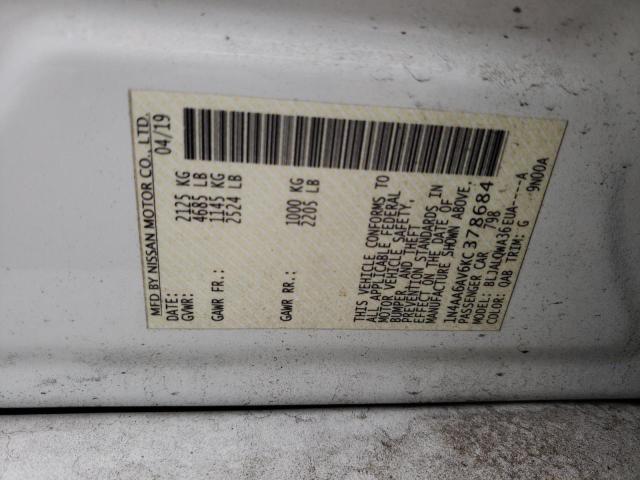 MFD BY NISSAN MOTOR CO., LTD.
DATE: 04/19
GVWR: 2125 KG
4685 LB
GAWR FR.: 1145 KG
2524 LB
GAWR RR.: 1000 KG
2205 LB
THIS VEHICLE CONFORMS TO
ALL APPLICABLE FEDERAL
MOTOR VEHICLE SAFETY,
BUMPER, AND THEFT
PREVENTION STANDARDS IN
EFFECT ON THE DATE OF
MANUFACTURE SHOWN ABOVE.
1N4AA6AV6KC378684
PASSENGER CAR 798
MODEL: BLJALQWA36EUA-----A
COLOR: QAB TRIM: G 9N00A